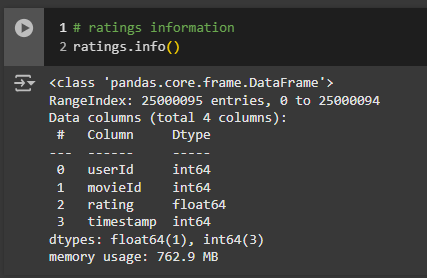 1 # ratings information
2 ratings.info()
<class 'pandas.core.frame.DataFrame'>
RangeIndex: 25000095 entries, 0 to 25000094
Data columns (total 4 columns):
 #   Column     Dtype
---  ------     -----
 0   userId     int64
 1   movieId    int64
 2   rating     float64
 3   timestamp  int64
dtypes: float64(1), int64(3)
memory usage: 762.9 MB